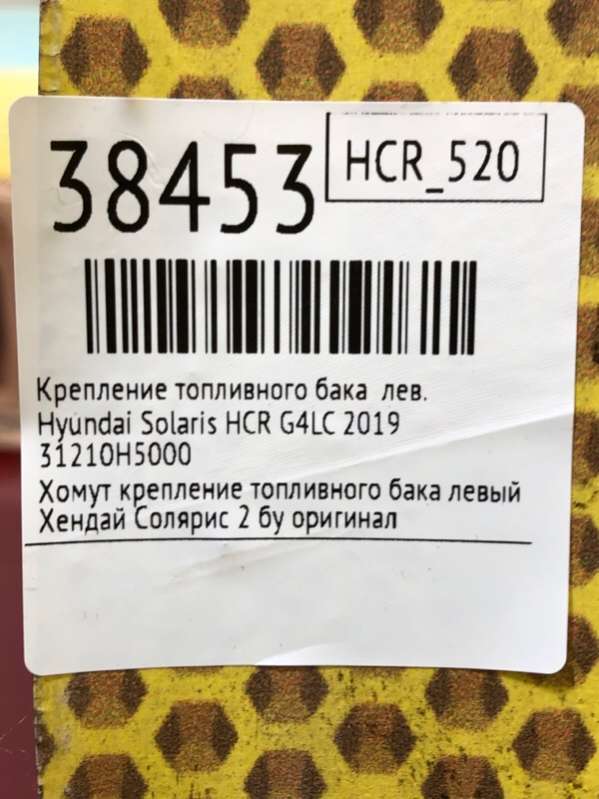 38453
HCR_520
Крепление топливного бака лев.
Hyundai Solaris HCR G4LC 2019
31210H5000
Хомут крепление топливного бака левый
Хендай Солярис 2 бу оригинал